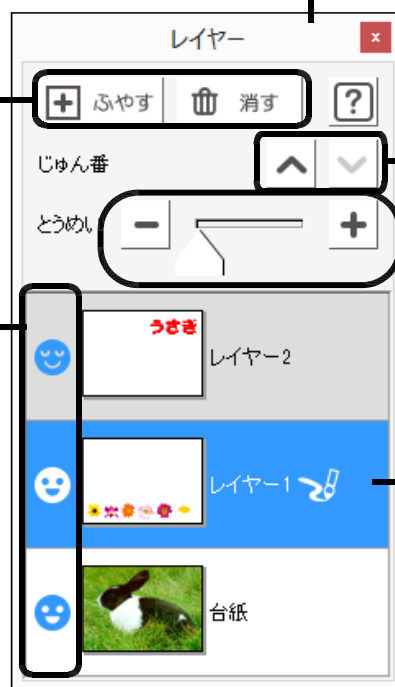 レイヤー
x
ふやす 消す ?
じゅん番
とうめい
うさぎ
レイヤー2
レイヤー1
台紙